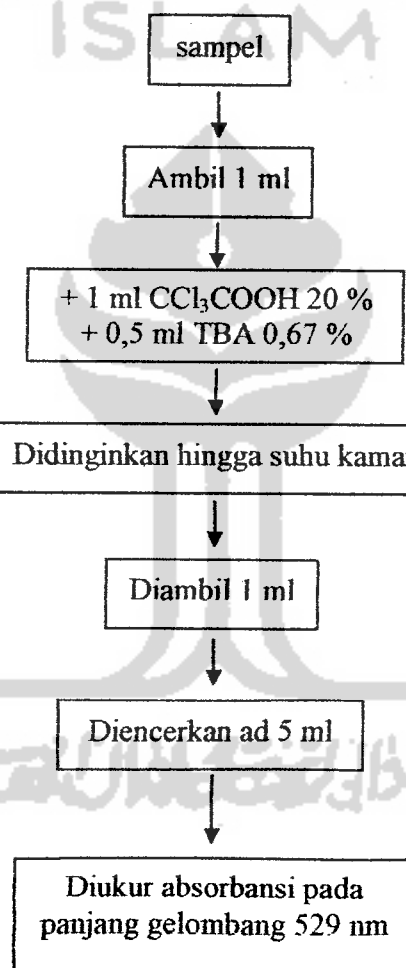 ISLAM
sampel
Ambil 1 ml
+ 1 ml CCl₃COOH 20 %
+ 0,5 ml TBA 0,67 %
Didinginkan hingga suhu kama
Diambil 1 ml
Diencerkan ad 5 ml
Diukur absorbansi pada
panjang gelombang 529 nm